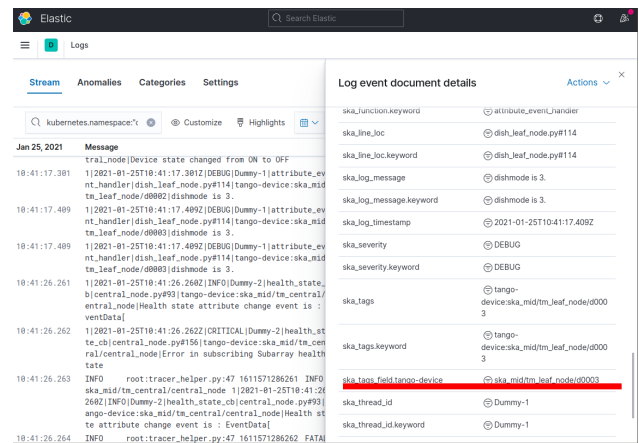 Elastic
Search Elastic
D Logs
Stream Anomalies Categories Settings
kubernetes.namespace:"c Customize Highlights
Jan 25, 2021 Message
tral_node|Device state changed from ON to OFF
10:41:17.301 1|2021-01-25T10:41:17.301Z|DEBUG|Dummy-1|attribute_ev
nt_handler|dish_leaf_node.py#114|tango-device:ska_mid
tm_leaf_node/d0002|dishmode is 3.
10:41:17.409 1|2021-01-25T10:41:17.409Z|DEBUG|Dummy-1|attribute_ev
nt_handler|dish_leaf_node.py#114|tango-device:ska_mid
tm_leaf_node/d0003|dishmode is 3.
10:41:17.409 1|2021-01-25T10:41:17.409Z|DEBUG|Dummy-1|attribute_ev
nt_handler|dish_leaf_node.py#114|tango-device:ska_mid
tm_leaf_node/d0003|dishmode is 3.
10:41:26.261 1|2021-01-25T10:41:26.260Z|INFO|Dummy-2|health_state_
b|central_node.py#93|tango-device:ska_mid/tm_central/
entral_node|Health state attribute change event is :
ventData[
10:41:26.262 1|2021-01-25T10:41:26.262Z|CRITICAL|Dummy-2|health_st
te_cb|central_node.py#156|tango-device:ska_mid/tm_cen
ral/central_node|Error in subscribing Subarray health
tate
10:41:26.263 INFO root:tracer_helper.py:47 1611571286261 INFO
ska_mid/tm_central/central_node 1|2021-01-25T10:41:26
260Z|INFO|Dummy-2|health_state_cb|central_node.py#93|
ango-device:ska_mid/tm_central/central_node|Health st
te attribute change event is : EventData[
10:41:26.264 INFO root:tracer_helper.py:47 1611571286262 FATAL
Log event document details Actions
ska_function.keyword attribute_event_handler
ska_line_loc dish_leaf_node.py#114
ska_line_loc.keyword dish_leaf_node.py#114
ska_log_message dishmode is 3.
ska_log_message.keyword dishmode is 3.
ska_log_timestamp 2021-01-25T10:41:17.409Z
ska_severity DEBUG
ska_severity.keyword DEBUG
ska_tags tango-
device:ska_mid/tm_leaf_node/d000
3
ska_tags.keyword tango-
device:ska_mid/tm_leaf_node/d000
3
ska_tags_field.tango-device ska_mid/tm_leaf_node/d0003
ska_thread_id Dummy-1
ska_thread_id.keyword Dummy-1